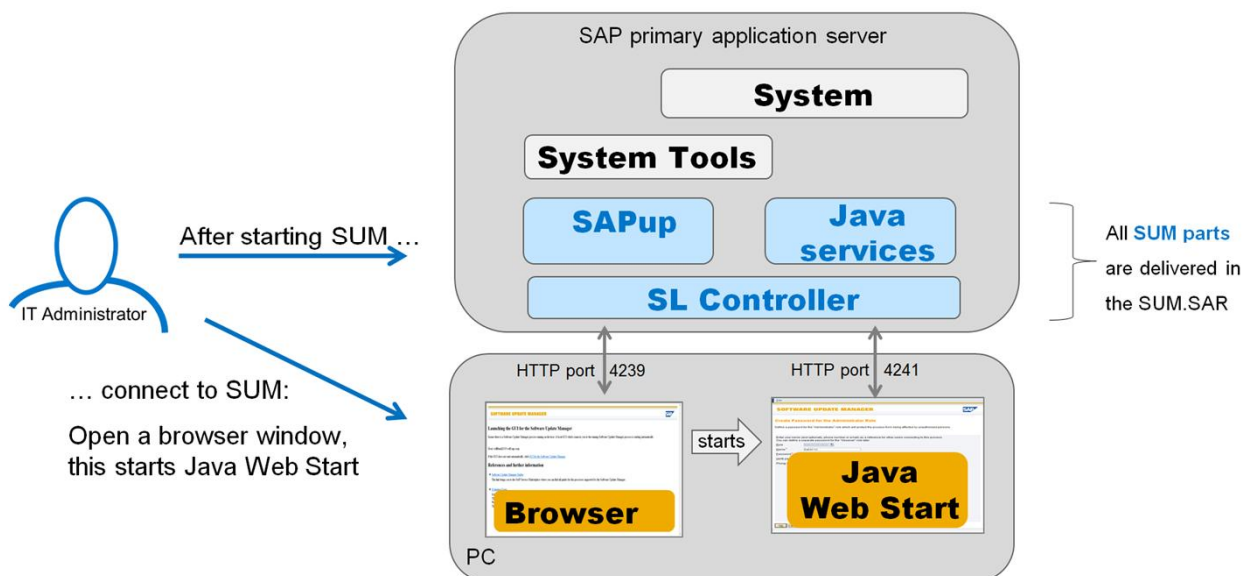 SAP primary application server
System
System Tools
SAPup
Java
services
SL Controller
After starting SUM …
IT Administrator
All SUM parts
are delivered in
the SUM.SAR
… connect to SUM:
Open a browser window,
this starts Java Web Start
HTTP port 4239
HTTP port 4241
SOFTWARE UPDATE MANAGER
SAP
Launching the GUI for the Software Update Manager
References and further information
Browser
starts
SOFTWARE UPDATE MANAGER
SAP
Create Password for the Administrator Role
Java
Web Start
PC